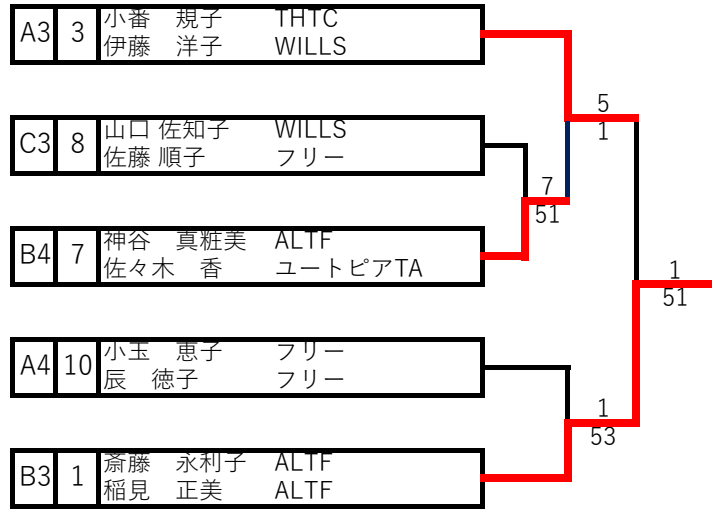 A3 3 小番　規子 THTC
伊藤　洋子 WILLS
5
1
C3 8 山口 佐知子 WILLS
佐藤 順子 フリー
7
51
B4 7 神谷　真粧美 ALTF
佐々木　香 ユートピアTA
1
51
A4 10 小玉　恵子 フリー
辰　徳子 フリー
1
53
B3 1 斎藤　永利子 ALTF
稲見　正美 ALTF